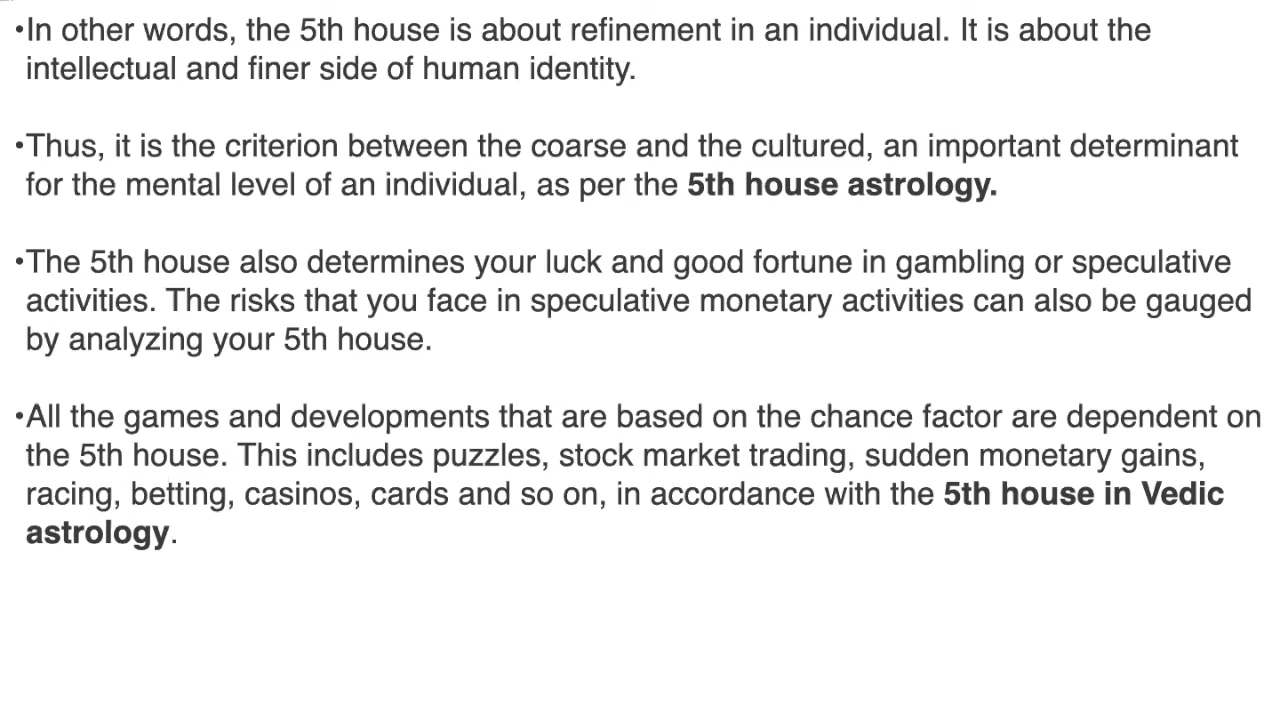 •In other words, the 5th house is about refinement in an individual. It is about the
intellectual and finer side of human identity.
•Thus, it is the criterion between the coarse and the cultured, an important determinant
for the mental level of an individual, as per the 5th house astrology.
•The 5th house also determines your luck and good fortune in gambling or speculative
activities. The risks that you face in speculative monetary activities can also be gauged
by analyzing your 5th house.
•All the games and developments that are based on the chance factor are dependent on
the 5th house. This includes puzzles, stock market trading, sudden monetary gains,
racing, betting, casinos, cards and so on, in accordance with the 5th house in Vedic
astrology.